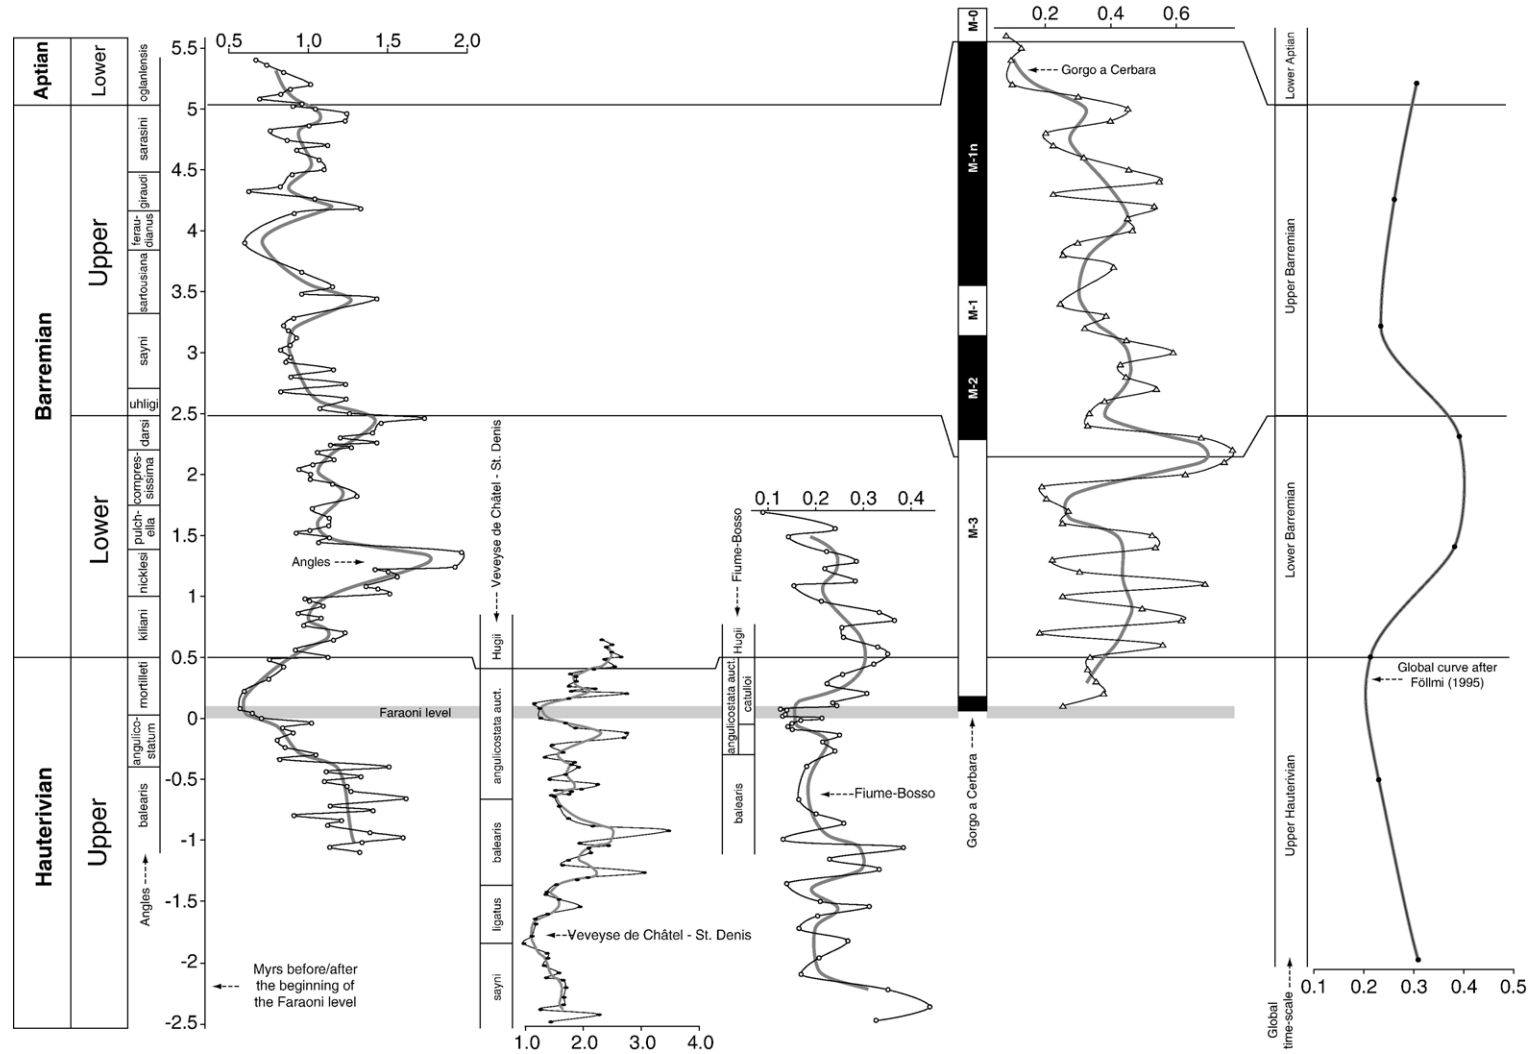 Aptian
Lower
oglanlensis
Barremian
Upper
sarasini
giraudi
ferau-
dianus
sartousiana
sayni
uhligi
Lower
darsi
compres-
sissima
pulch-
ella
nicklesi
kiliani
Hauterivian
Upper
mortilleti
angulico-
statum
balearis
Angles
0.5 1.0 1.5 2.0
5.5
5
4.5
4
3.5
3
2.5
2
1.5
1
0.5
0
-0.5
-1
-1.5
-2
-2.5
Angles
Faraoni level
Myrs before/after
the beginning of
the Faraoni level
Veveyse de Châtel - St. Denis
Hugii
angulicostata auct.
balearis
ligatus
sayni
Veveyse de Châtel - St. Denis
1.0 2.0 3.0 4.0
Fiume-Bosso
0.1 0.2 0.3 0.4
Hugii
angulicostata auct.
catulloi
balearis
Fiume-Bosso
M-0
M-1n
M-1
M-2
M-3
Gorgo a Cerbara
0.2 0.4 0.6
Gorgo a Cerbara
Lower Aptian
Upper Barremian
Lower Barremian
Upper Hauterivian
Global
time-scale
Global curve after
Föllmi (1995)
0.1 0.2 0.3 0.4 0.5